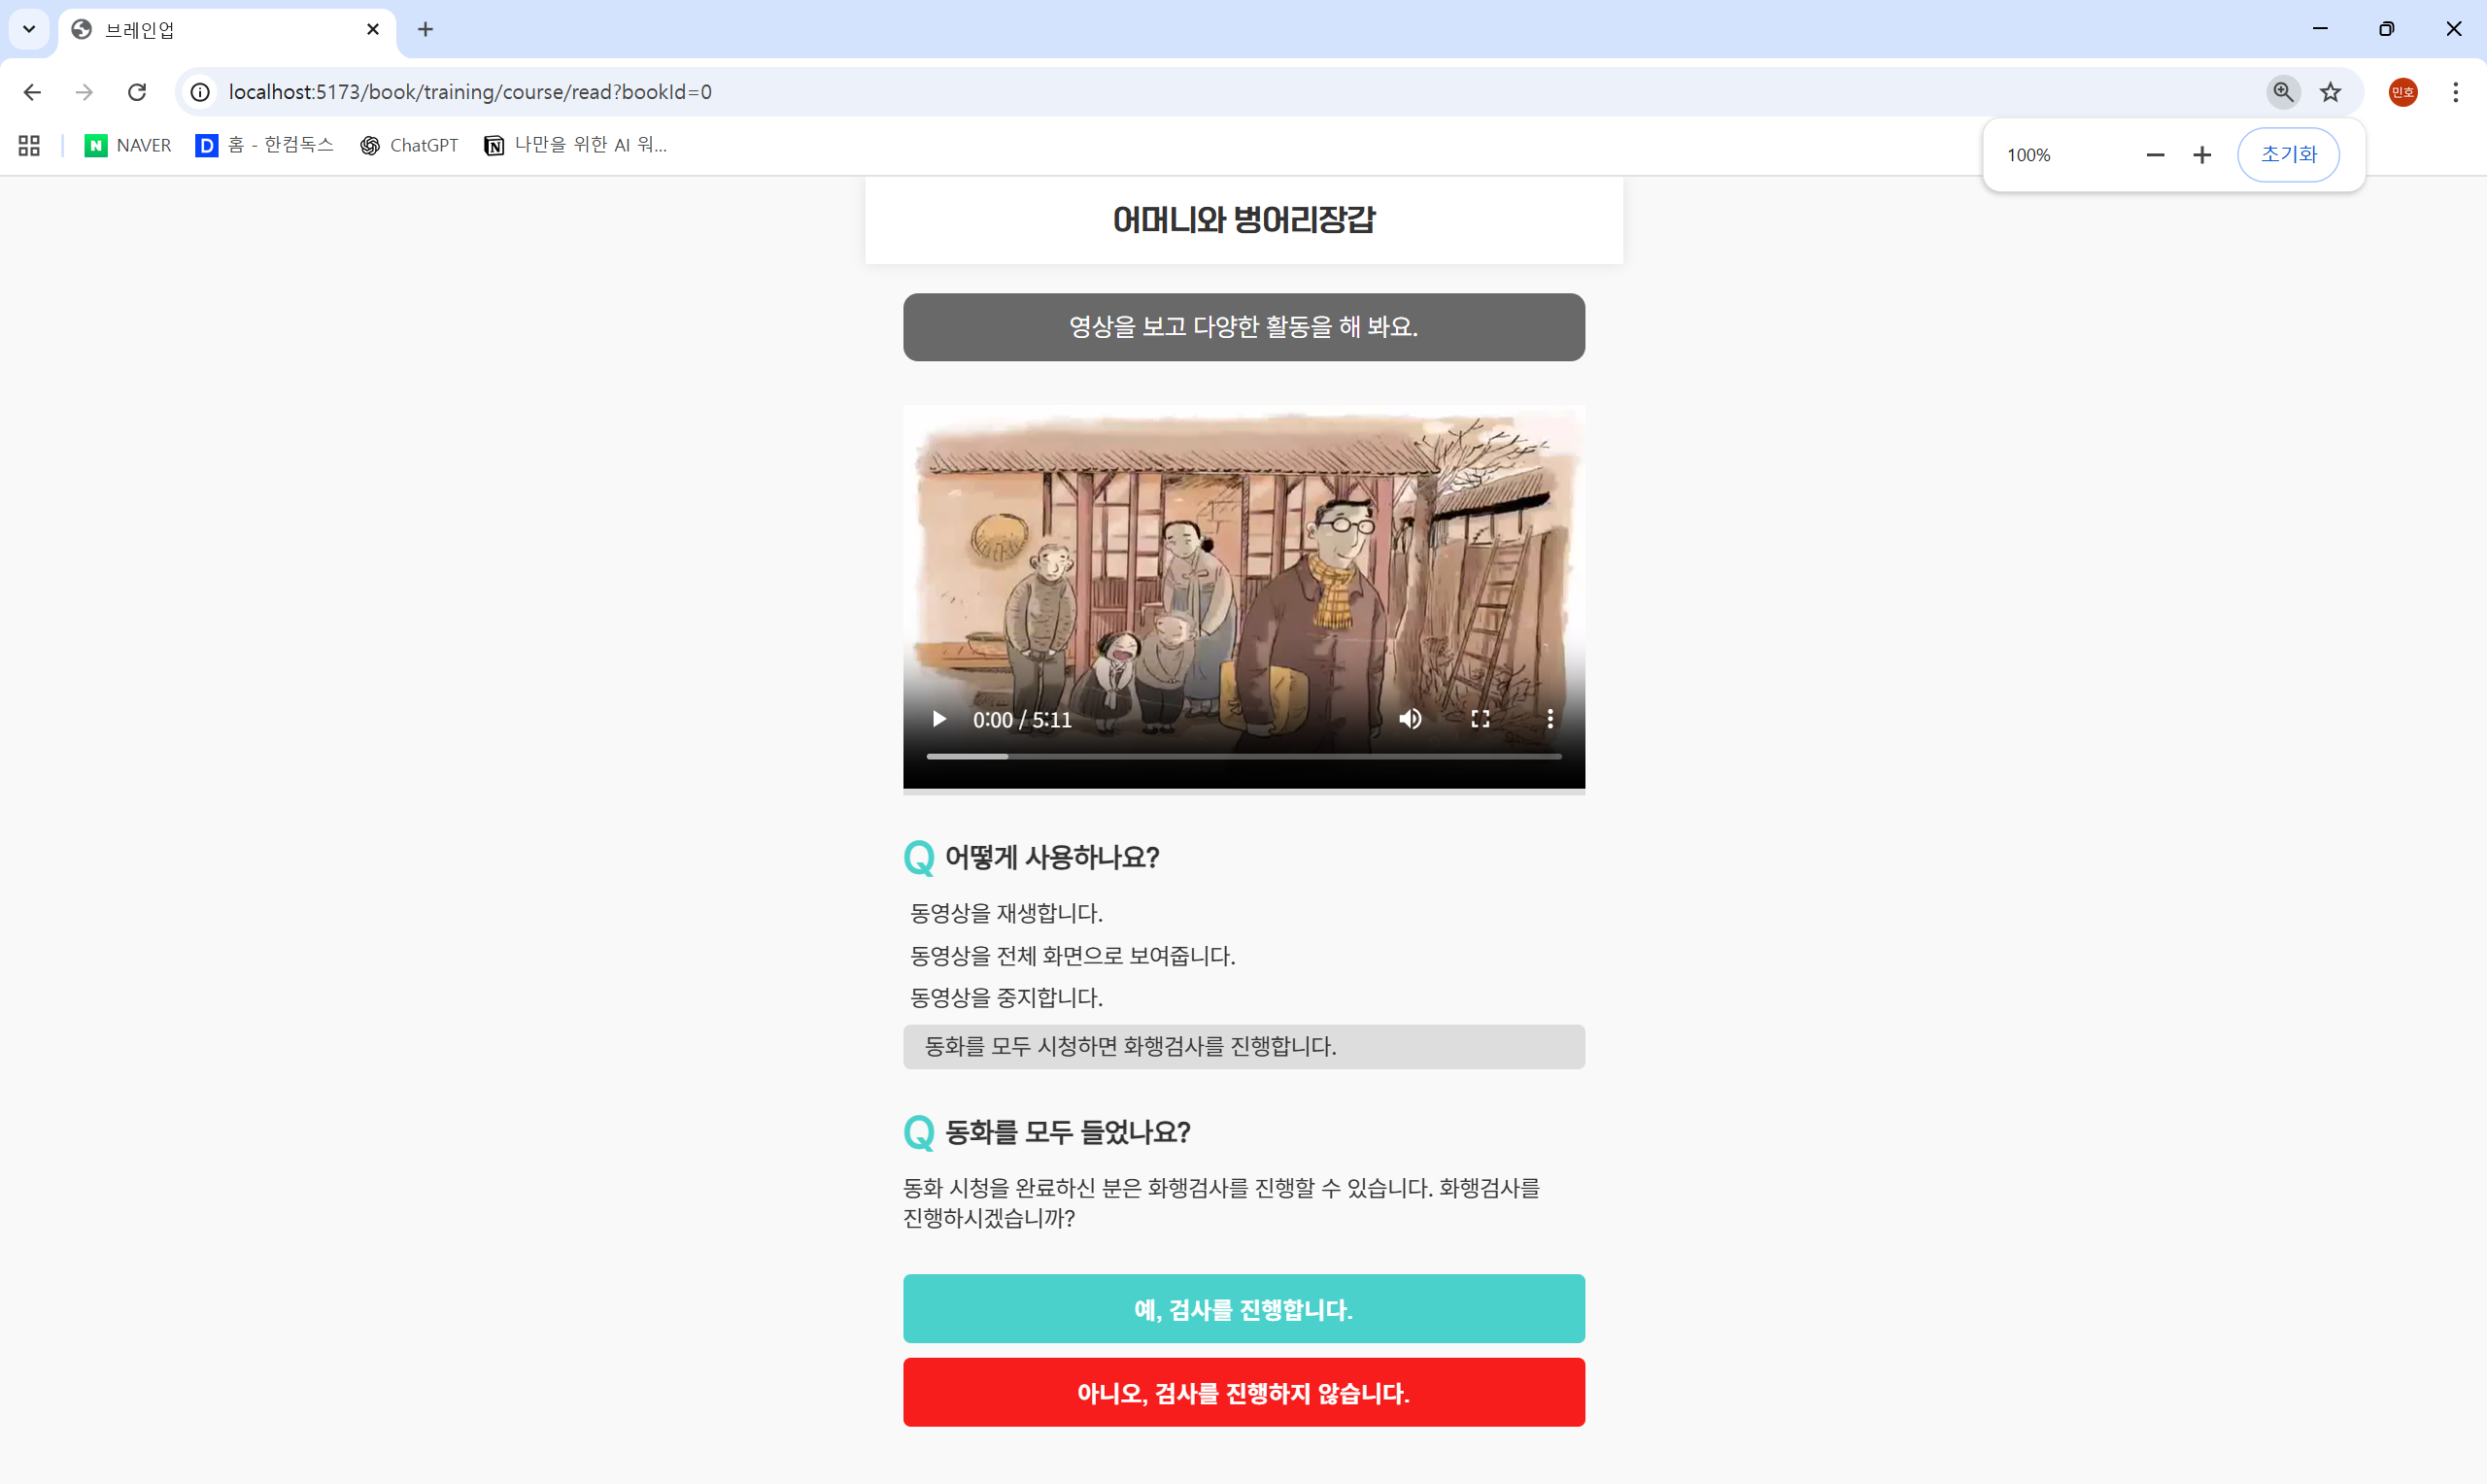 브레인업
localhost:5173/book/training/course/read?bookId=0
민호
NAVER
홈 - 한컴독스
ChatGPT
나만을 위한 AI 워...
100%
초기화
어머니와 벙어리장갑
영상을 보고 다양한 활동을 해 봐요.
0:00 / 5:11
Q 어떻게 사용하나요?
동영상을 재생합니다.
동영상을 전체 화면으로 보여줍니다.
동영상을 중지합니다.
동화를 모두 시청하면 화행검사를 진행합니다.
Q 동화를 모두 들었나요?
동화 시청을 완료하신 분은 화행검사를 진행할 수 있습니다. 화행검사를
진행하시겠습니까?
예, 검사를 진행합니다.
아니오, 검사를 진행하지 않습니다.